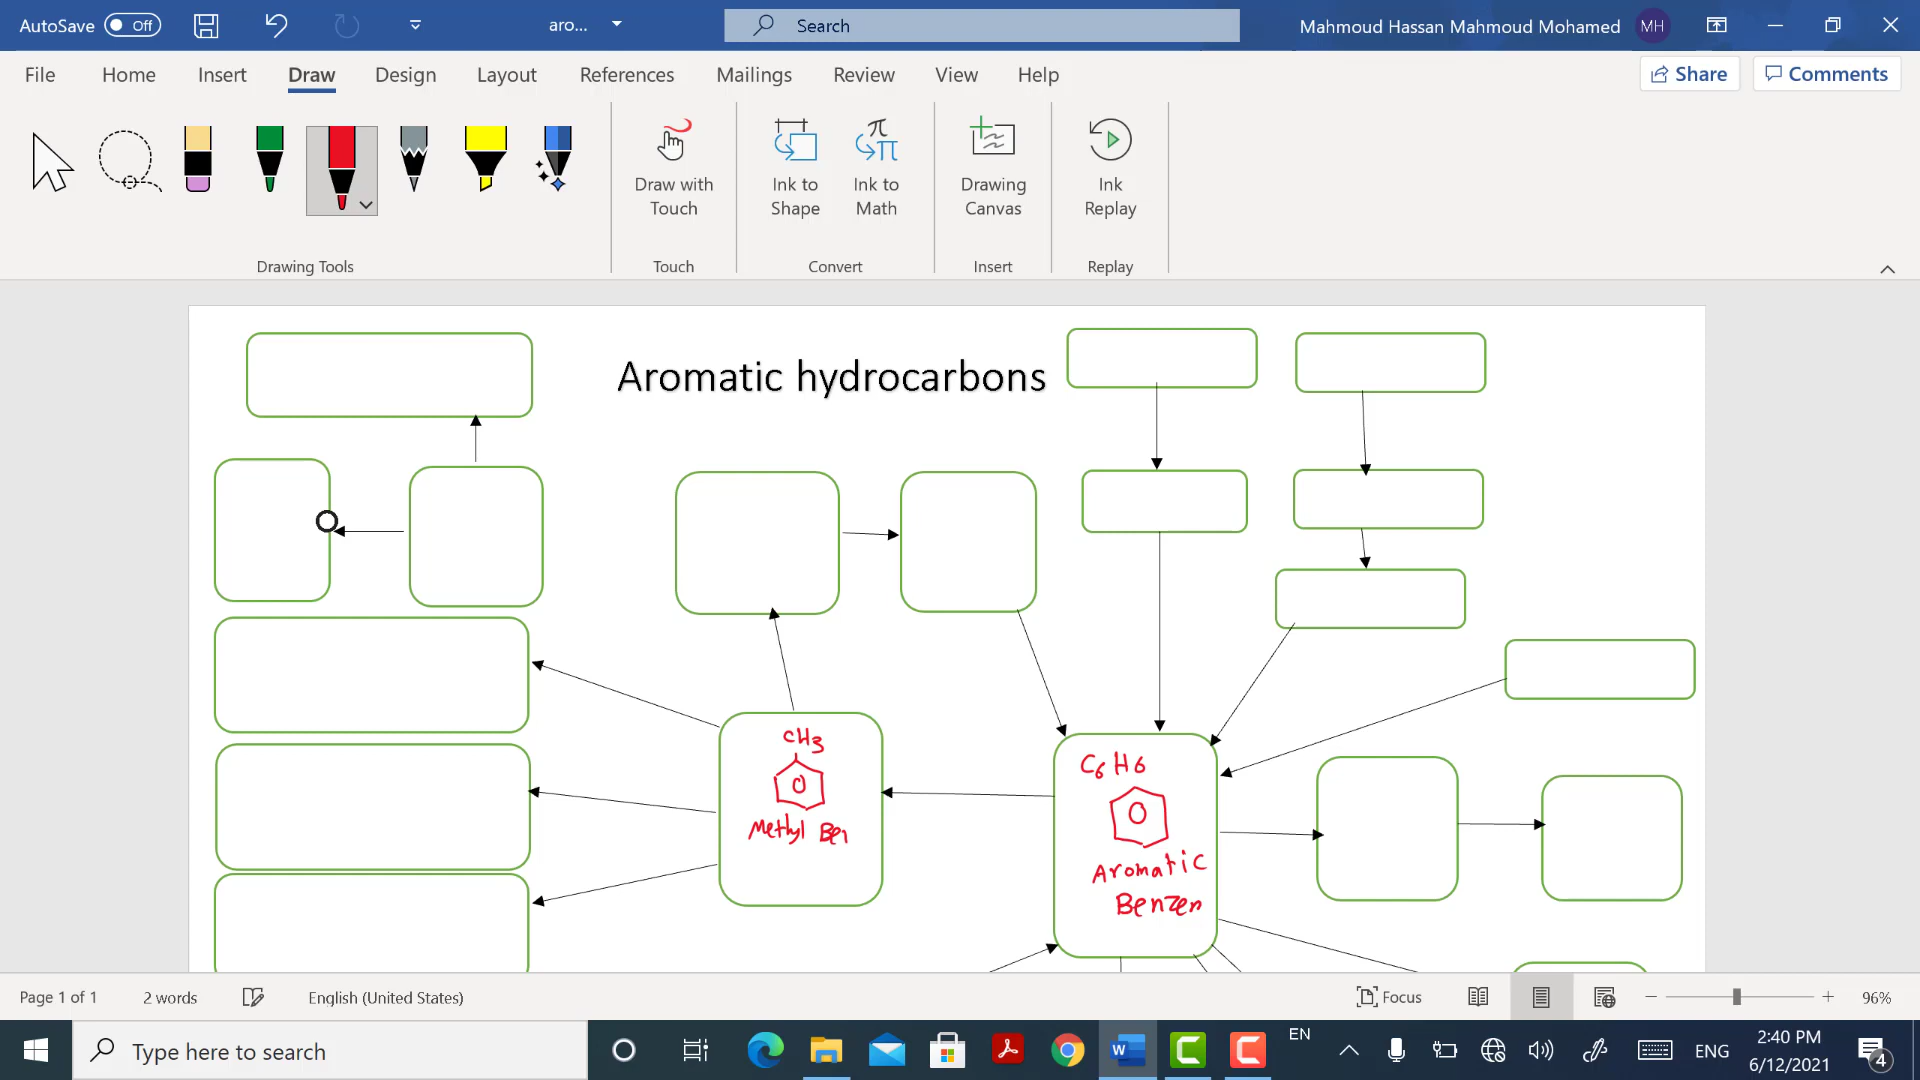 AutoSave Off
aro...
Search
Mahmoud Hassan Mahmoud Mohamed MH
File Home Insert Draw Design Layout References Mailings Review View Help
Share Comments
Draw with Touch
Ink to Shape
Ink to Math
Drawing Canvas
Ink Replay
Drawing Tools Touch Convert Insert Replay
Aromatic hydrocarbons
CH3
Methyl Ben
C6H6
Aromatic
Benzen
Page 1 of 1 2 words English (United States) Focus 96%
Type here to search
EN
ENG
2:40 PM
6/12/2021
4